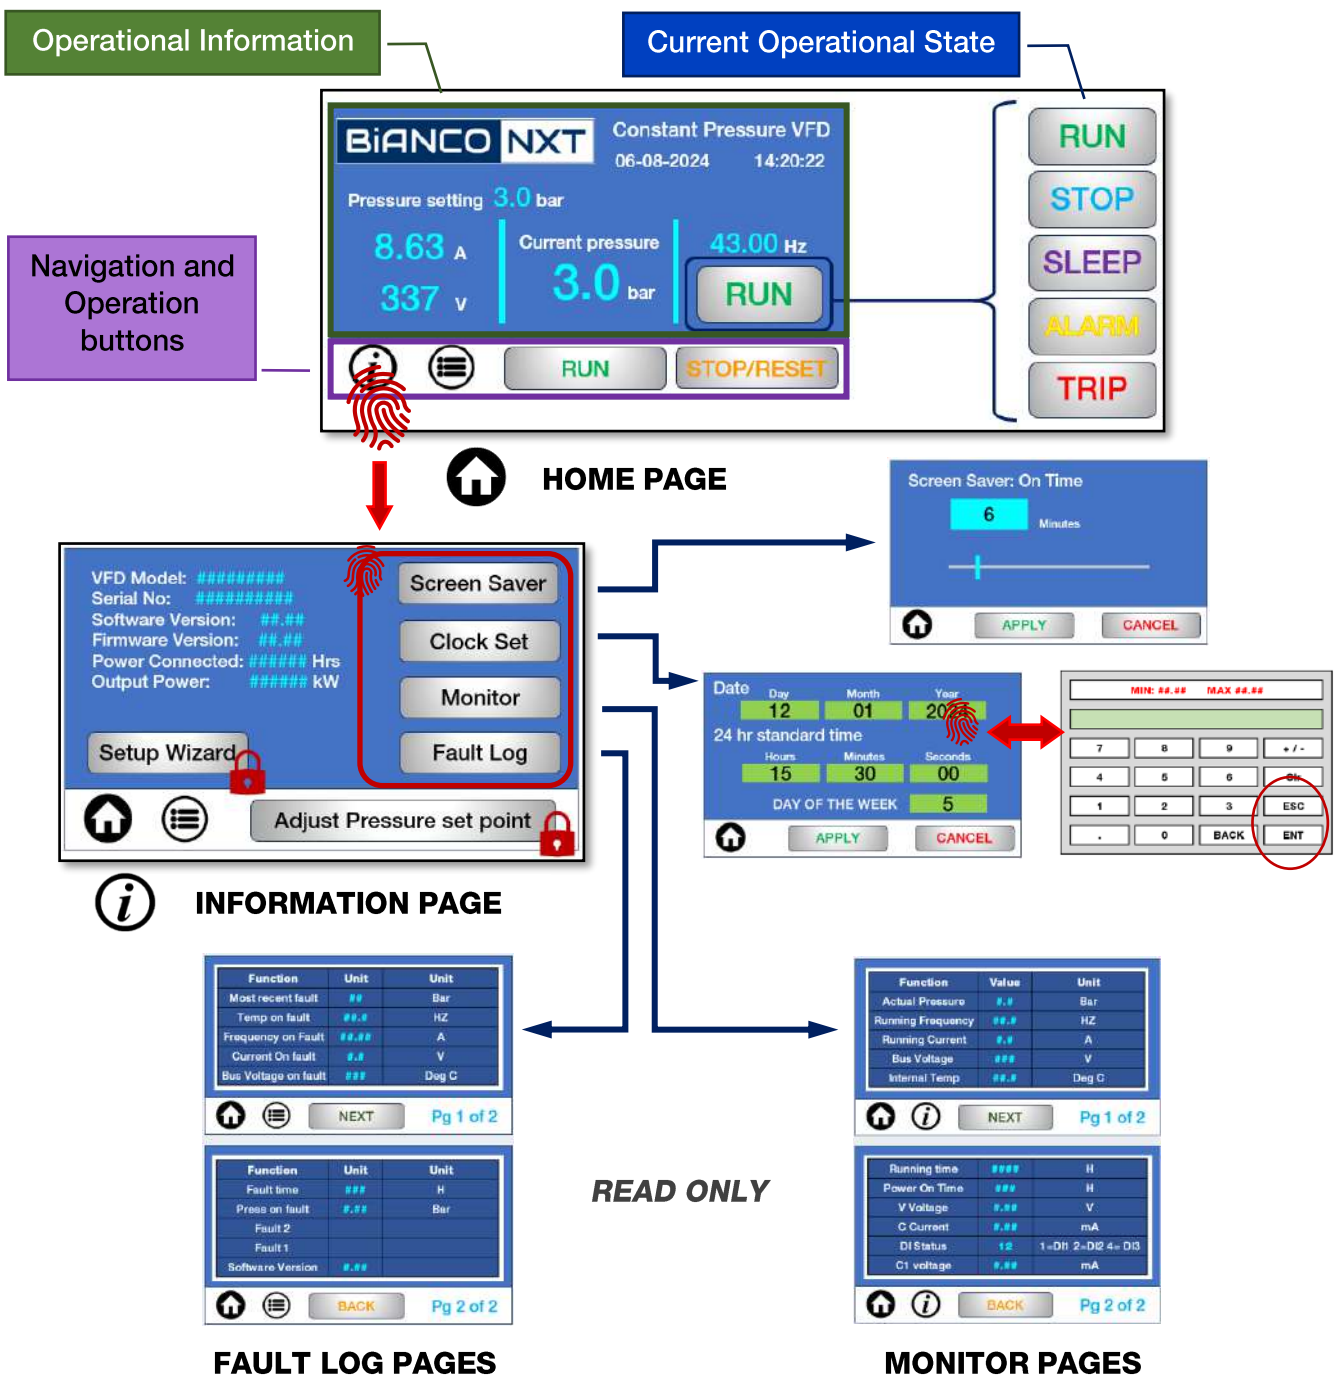 Operational Information
Current Operational State
BiANCO NXT
Constant Pressure VFD
06-08-2024 14:20:22
Pressure setting 3.0 bar
8.63 A
Current pressure
43.00 Hz
337 V
3.0 bar
RUN
RUN
STOP/RESET
RUN
STOP
SLEEP
ALARM
TRIP
Navigation and
Operation
buttons
HOME PAGE
Screen Saver: On Time
6
Minutes
APPLY
CANCEL
VFD Model: #########
Serial No: ##########
Software Version: ##.##
Firmware Version: ##.##
Power Connected: ###### Hrs
Output Power: ###### kW
Screen Saver
Clock Set
Monitor
Fault Log
Setup Wizard
Adjust Pressure set point
i INFORMATION PAGE
Date
Day Month Year
12 01 2024
24 hr standard time
Hours Minutes Seconds
15 30 00
DAY OF THE WEEK 5
APPLY CANCEL
MIN: ##.## MAX ##.##
7 8 9 + / -
4 5 6 Clr
1 2 3 ESC
. 0 BACK ENT
Function Unit Unit
Most recent fault ## Bar
Temp on fault ##.# HZ
Frequency on Fault ##.## A
Current On fault #.# V
Bus Voltage on fault ### Deg C
NEXT Pg 1 of 2
Function Unit Unit
Fault time ### H
Press on fault #.## Bar
Fault 2
Fault 1
Software Version #.##
BACK Pg 2 of 2
FAULT LOG PAGES
READ ONLY
Function Value Unit
Actual Pressure #.# Bar
Running Frequency ##.# HZ
Running Current #.# A
Bus Voltage ### V
Internal Temp ##.# Deg C
i NEXT Pg 1 of 2
Running time #### H
Power On Time ### H
V Voltage #.## V
C Current #.## mA
DI Status 12 1=DI1 2=DI2 4= DI3
C1 voltage #.## mA
i BACK Pg 2 of 2
MONITOR PAGES